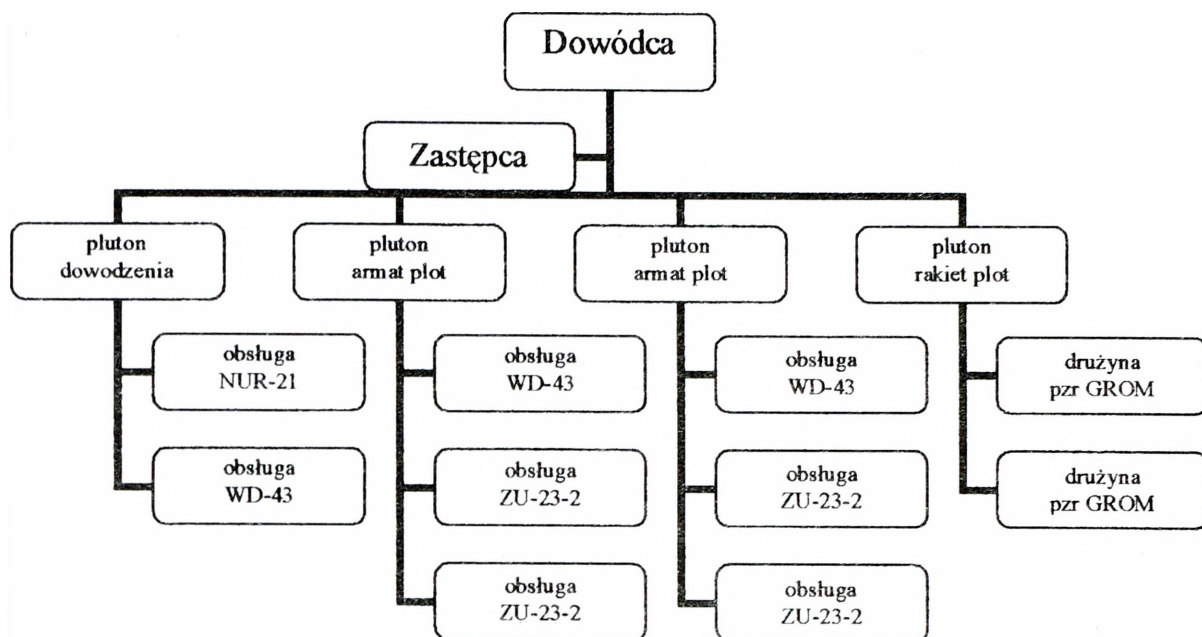 Dowódca
Zastępca
pluton
dowodzenia
pluton
armat plot
pluton
armat plot
pluton
rakiet plot
obsługa
NUR-21
obsługa
WD-43
obsługa
WD-43
drużyna
pzr GROM
obsługa
WD-43
obsługa
ZU-23-2
obsługa
ZU-23-2
drużyna
pzr GROM
obsługa
ZU-23-2
obsługa
ZU-23-2